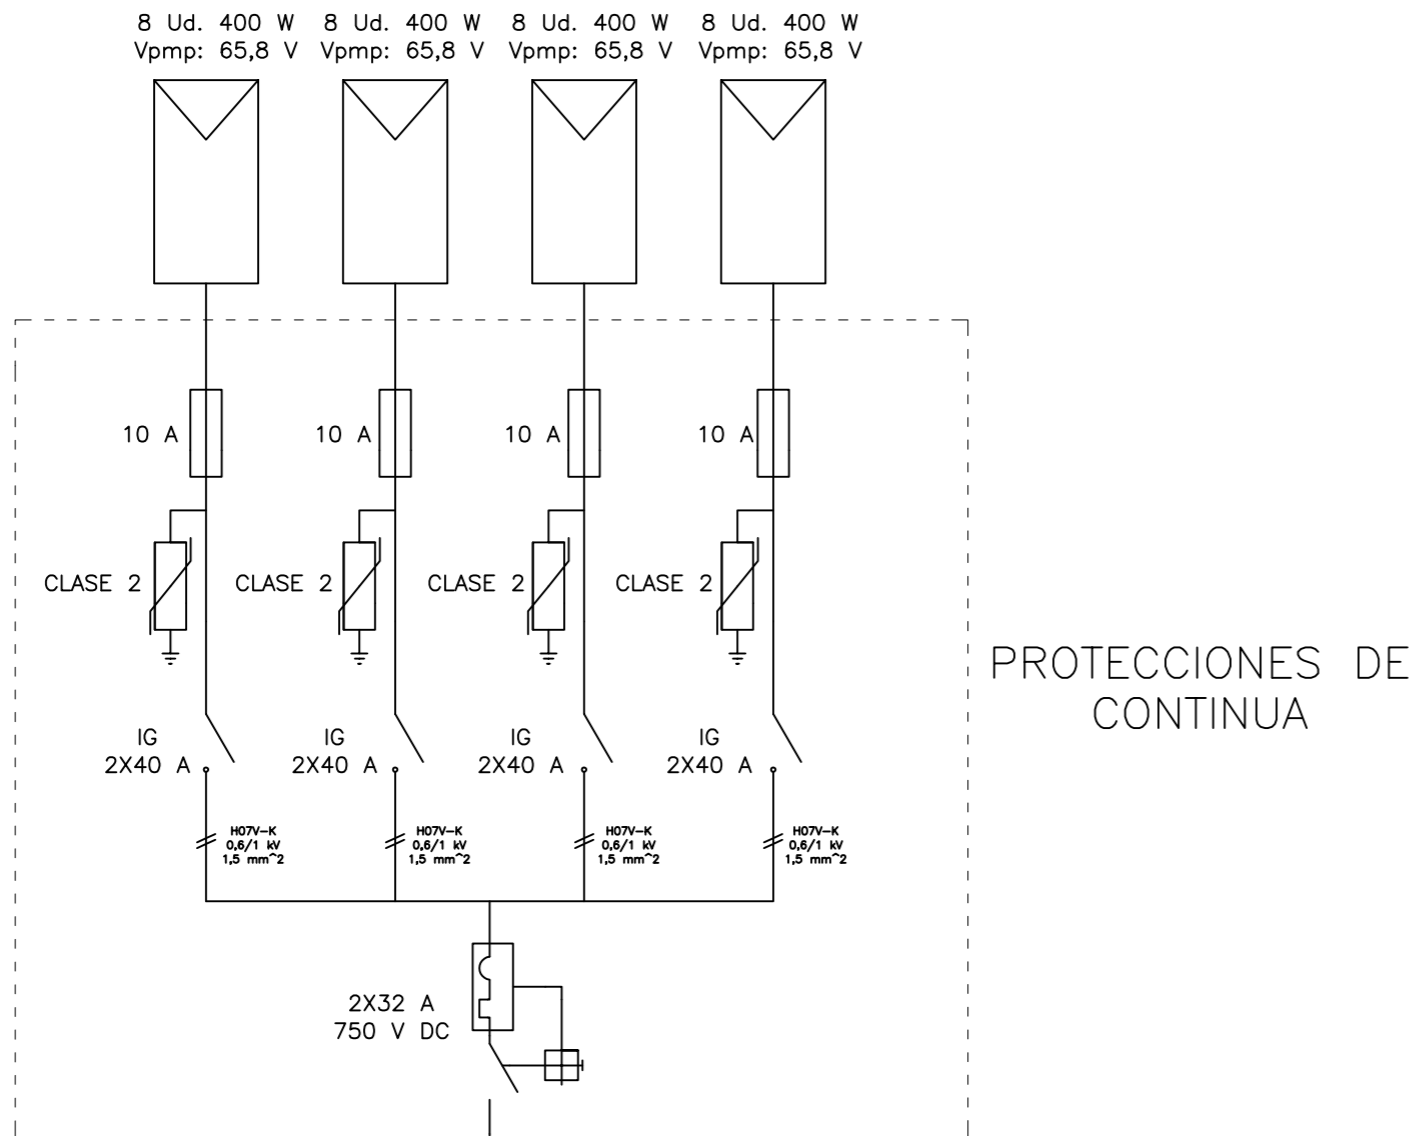 8 Ud. 400 W
Vpmp: 65,8 V
8 Ud. 400 W
Vpmp: 65,8 V
8 Ud. 400 W
Vpmp: 65,8 V
8 Ud. 400 W
Vpmp: 65,8 V
10 A
10 A
10 A
10 A
CLASE 2
CLASE 2
CLASE 2
CLASE 2
PROTECCIONES DE
CONTINUA
IG
2X40 A
IG
2X40 A
IG
2X40 A
IG
2X40 A
H07V-K
0,6/1 kV
1,5 mm^2
H07V-K
0,6/1 kV
1,5 mm^2
H07V-K
0,6/1 kV
1,5 mm^2
H07V-K
0,6/1 kV
1,5 mm^2
2X32 A
750 V DC